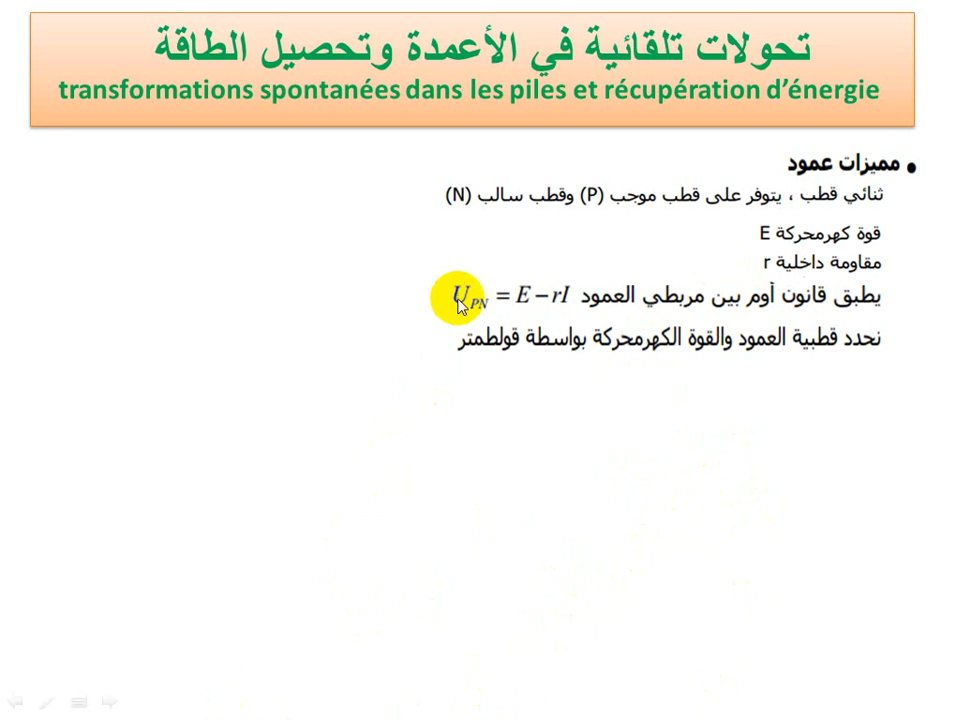 تحولات تلقائية في الأعمدة وتحصيل الطاقة
transformations spontanées dans les piles et récupération d'énergie
• مميزات عمود
ثنائي قطب ، يتوفر على قطب موجب (P) وقطب سالب (N)
قوة كهرمحركة E
مقاومة داخلية r
يطبق قانون أوم بين مربطي العمود U_PN = E − rI
نحدد قطبية العمود والقوة الكهرمحركة بواسطة قولطمتر